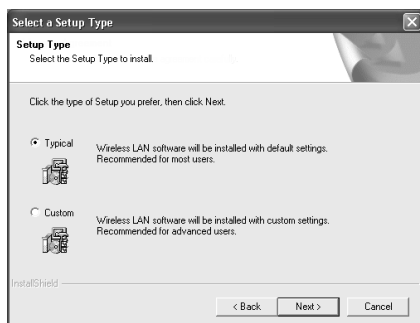 Select a Setup Type
Setup Type
Select the Setup Type to install.
Click the type of Setup you prefer, then click Next.
Typical
Wireless LAN software will be installed with default settings.
Recommended for most users.
Custom
Wireless LAN software will be installed with custom settings.
Recommended for advanced users.
InstallShield
< Back
Next >
Cancel